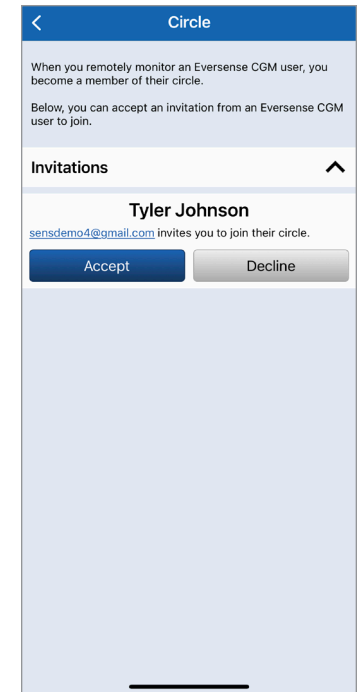 Circle
When you remotely monitor an Eversense CGM user, you
become a member of their circle.
Below, you can accept an invitation from an Eversense CGM
user to join.
Invitations
Tyler Johnson
sensdemo4@gmail.com invites you to join their circle.
Accept
Decline